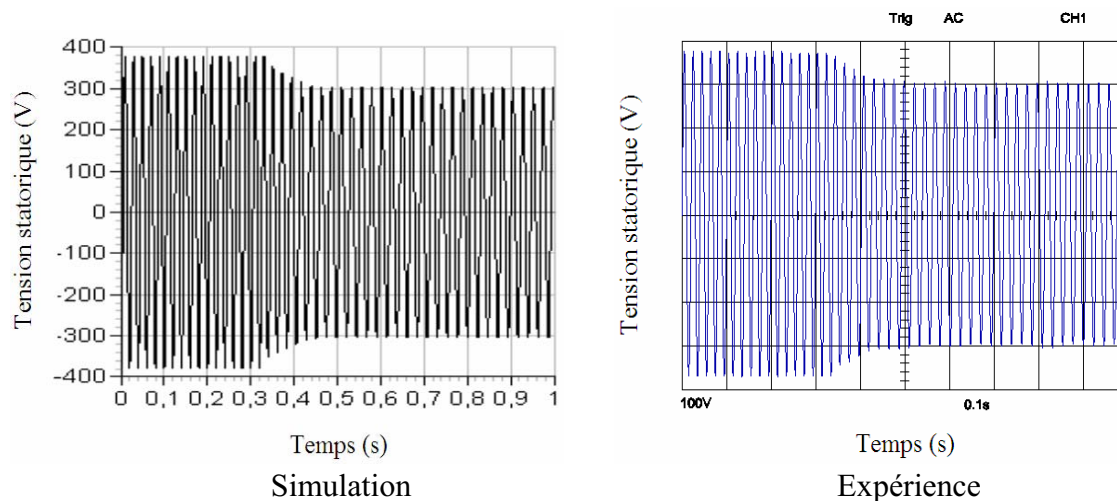 Tension statorique (V)
400
300
200
100
0
-100
-200
-300
-400
0 0,1 0,2 0,3 0,4 0,5 0,6 0,7 0,8 0,9 1
Temps (s)
Simulation
Trig AC CH1
Tension statorique (V)
100V 0.1s
Temps (s)
Expérience